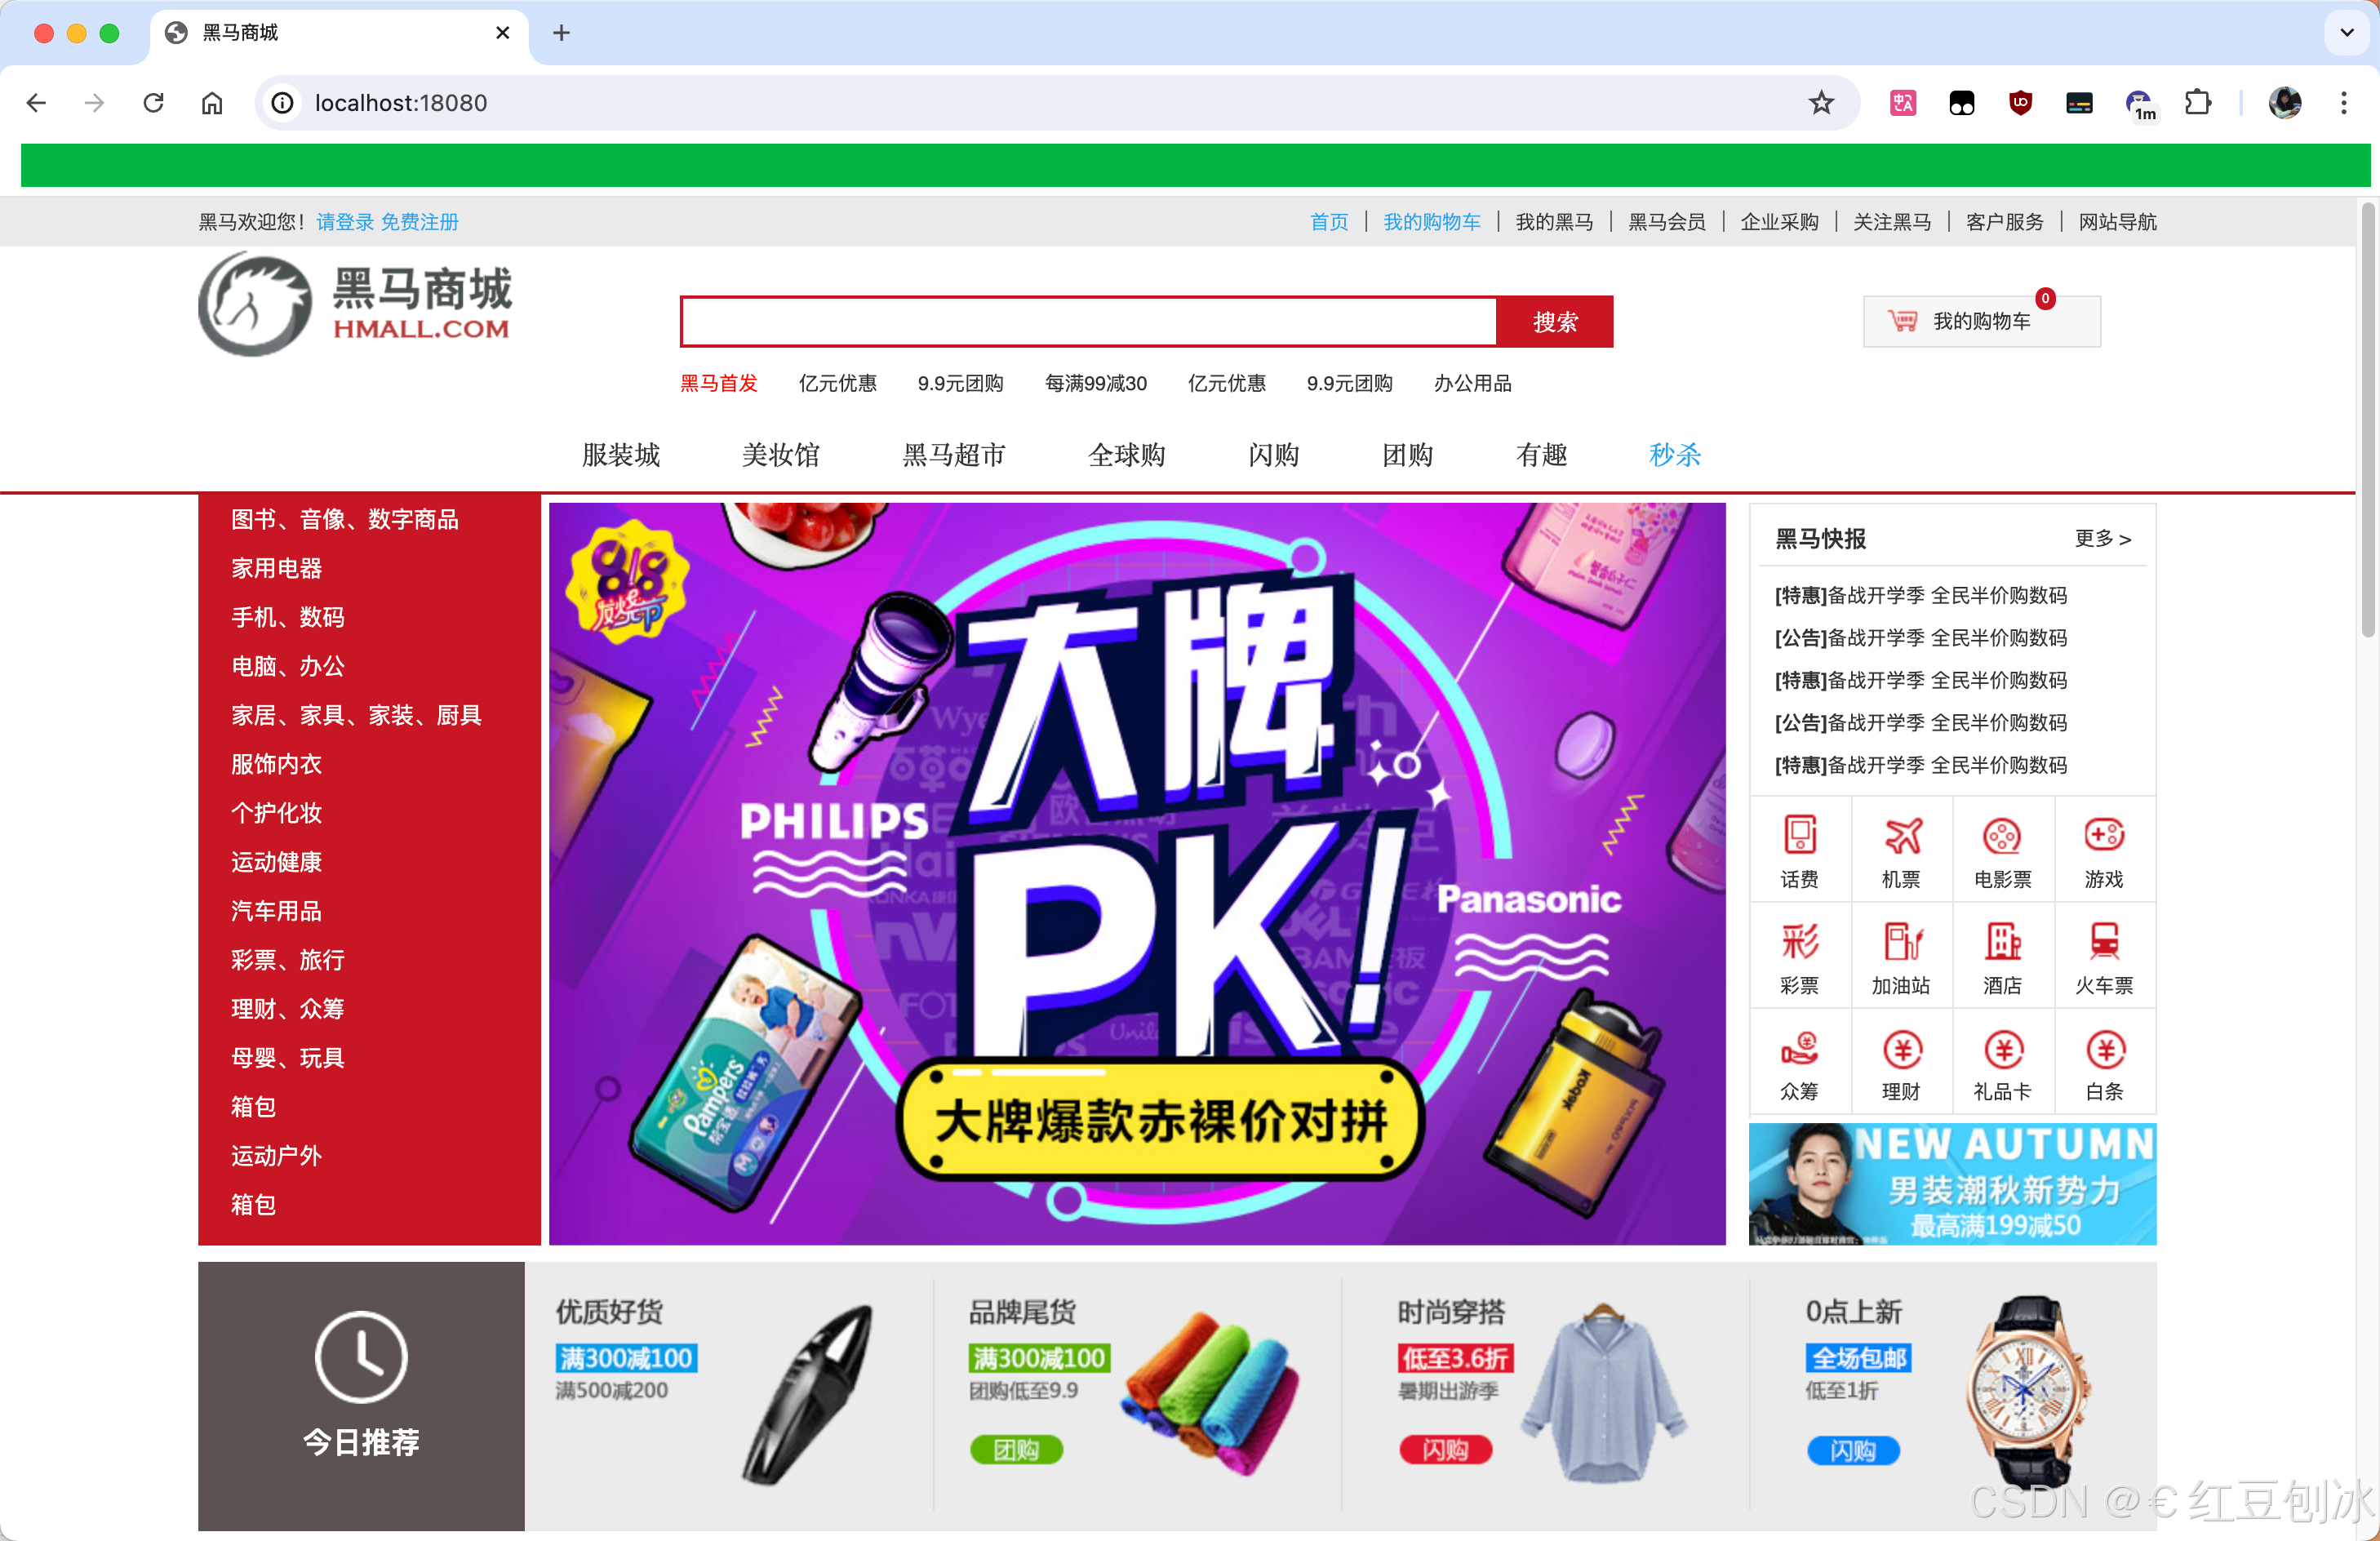 黑马商城
localhost:18080
1m
黑马欢迎您！请登录 免费注册
首页 | 我的购物车 | 我的黑马 | 黑马会员 | 企业采购 | 关注黑马 | 客户服务 | 网站导航
黑马商城
HMALL.COM
搜索
我的购物车
0
黑马首发 亿元优惠 9.9元团购 每满99减30 亿元优惠 9.9元团购 办公用品
服装城 美妆馆 黑马超市 全球购 闪购 团购 有趣 秒杀
图书、音像、数字商品
家用电器
手机、数码
电脑、办公
家居、家具、家装、厨具
服饰内衣
个护化妆
运动健康
汽车用品
彩票、旅行
理财、众筹
母婴、玩具
箱包
运动户外
箱包
大牌
PK!
PHILIPS
Panasonic
Pampers
Kodak
大牌爆款赤裸价对拼
黑马快报
更多 >
[特惠]备战开学季 全民半价购数码
[公告]备战开学季 全民半价购数码
[特惠]备战开学季 全民半价购数码
[公告]备战开学季 全民半价购数码
[特惠]备战开学季 全民半价购数码
话费 机票 电影票 游戏
彩
彩票 加油站 酒店 火车票
众筹 理财 礼品卡 白条
NEW AUTUMN
男装潮秋新势力
最高满199减50
今日推荐
优质好货
满300减100
满500减200
品牌尾货
满300减100
团购低至9.9
团购
时尚穿搭
低至3.6折
暑期出游季
闪购
0点上新
全场包邮
低至1折
闪购
CSDN @€ 红豆刨冰